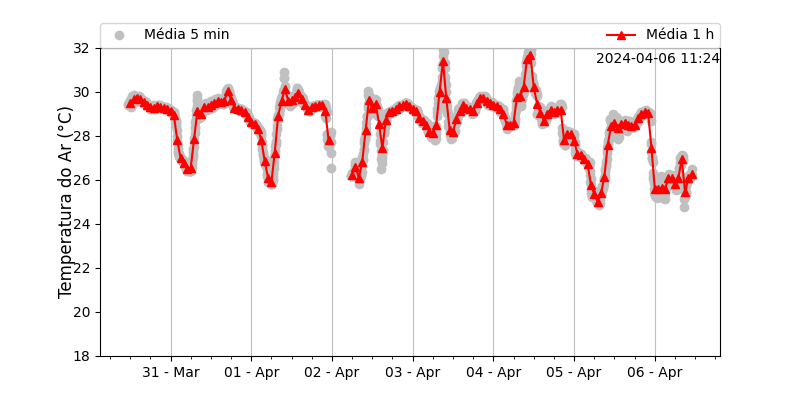 Média 5 min
Média 1 h
2024-04-06 11:24
Temperatura do Ar (°C)
32
30
28
26
24
22
20
18
31 - Mar
01 - Apr
02 - Apr
03 - Apr
04 - Apr
05 - Apr
06 - Apr